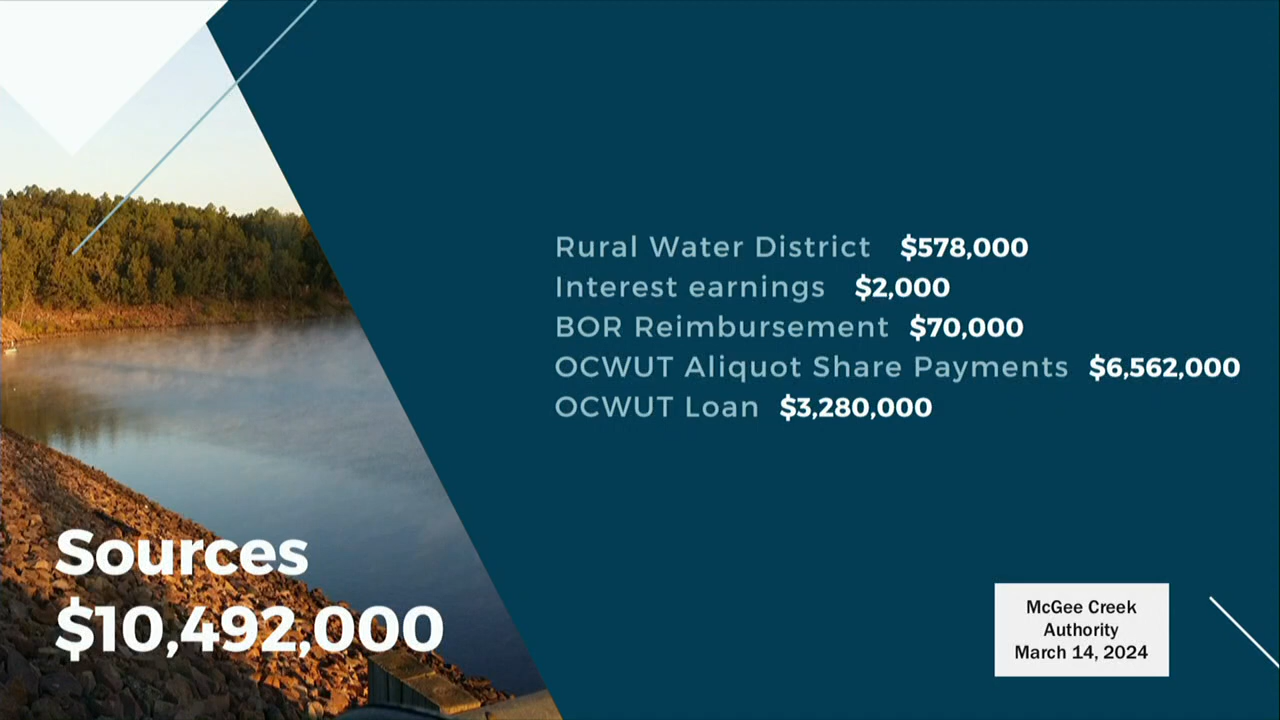 Rural Water District $578,000
Interest earnings $2,000
BOR Reimbursement $70,000
OCWUT Aliquot Share Payments $6,562,000
OCWUT Loan $3,280,000
Sources
$10,492,000
McGee Creek
Authority
March 14, 2024